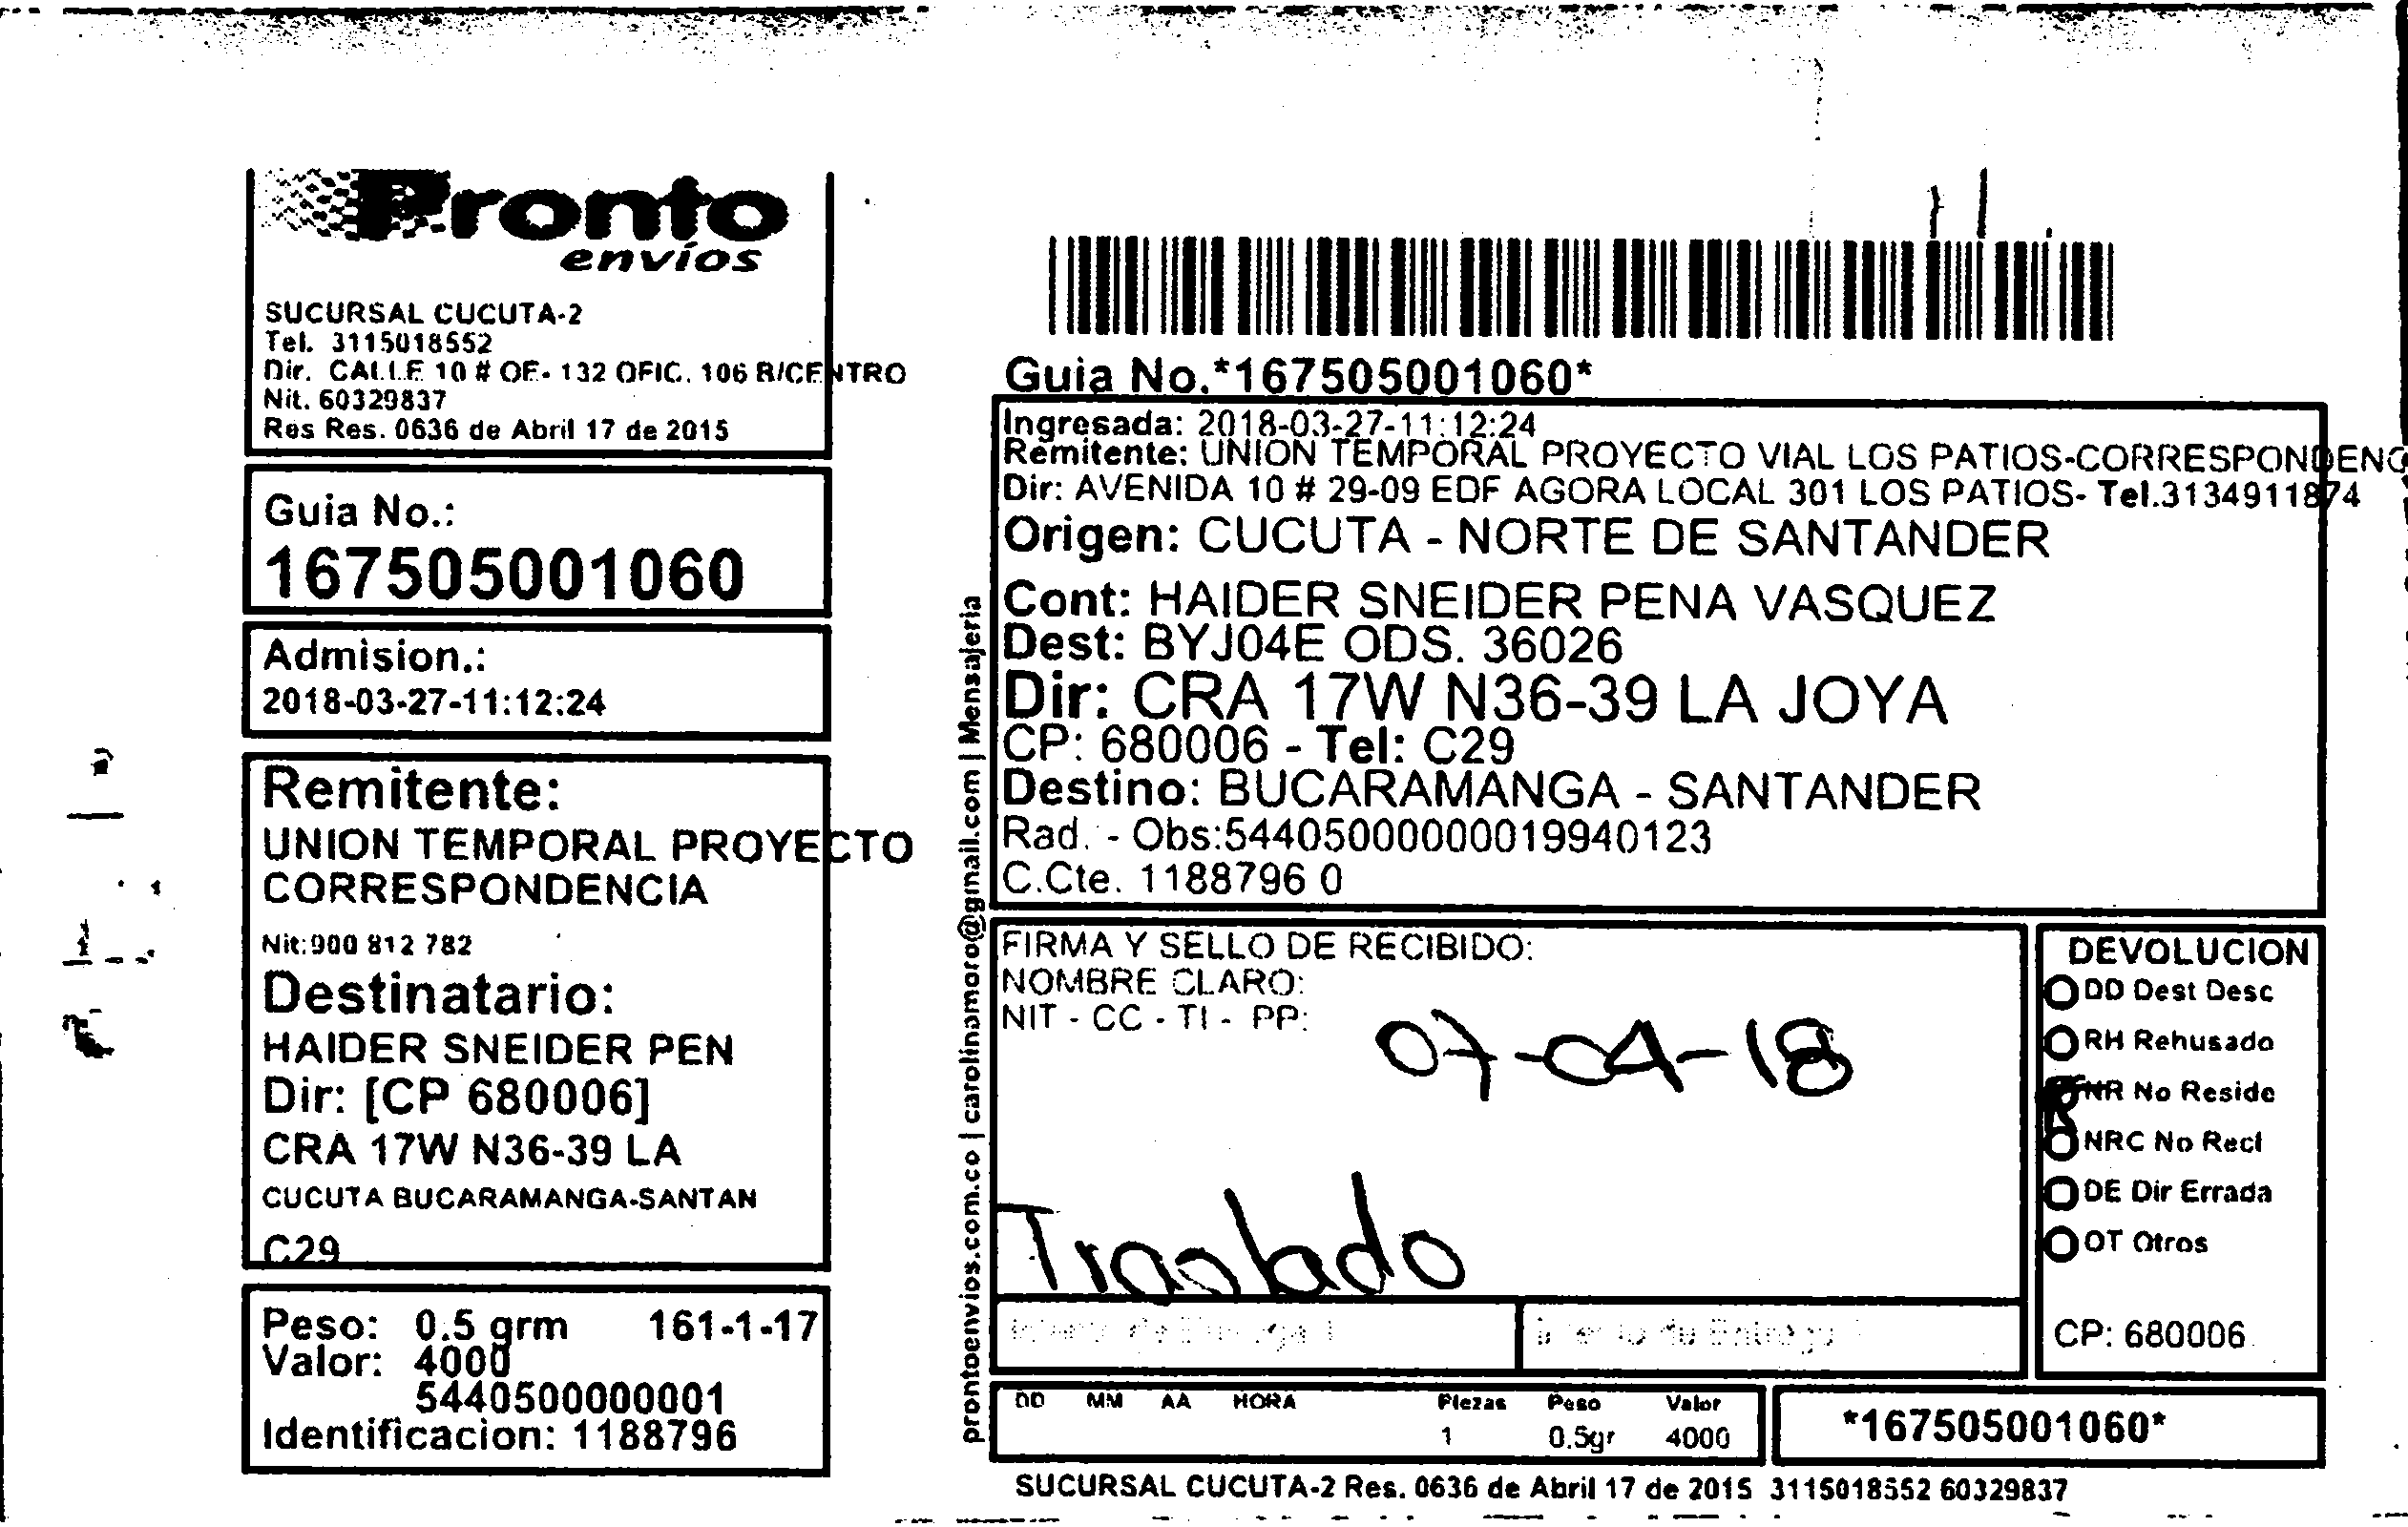 Pronto
envíos
SUCURSAL CUCUTA-2
Tel. 3115018552
Dir. CALLE 10 # OE- 132 OFIC. 106 B/CENTRO
Nit. 60329837
Res Res. 0636 de Abril 17 de 2015
Guia No.:
167505001060
Admision.:
2018-03-27-11:12:24
Remitente:
UNION TEMPORAL PROYECTO
CORRESPONDENCIA
Nit:900 812 782
Destinatario:
HAIDER SNEIDER PEN
Dir: [CP 680006]
CRA 17W N36-39 LA
CUCUTA BUCARAMANGA-SANTAN
C29
Peso: 0.5 grm 161-1-17
Valor: 4000
5440500000001
Identificacion: 1188796
prontoenvios.com.co | carolinamoro@gmail.com | Mensajeria
Guia No.*167505001060*
Ingresada: 2018-03-27-11:12:24
Remitente: UNION TEMPORAL PROYECTO VIAL LOS PATIOS-CORRESPONDENC
Dir: AVENIDA 10 # 29-09 EDF AGORA LOCAL 301 LOS PATIOS- Tel.3134911874
Origen: CUCUTA - NORTE DE SANTANDER
Cont: HAIDER SNEIDER PENA VASQUEZ
Dest: BYJ04E ODS. 36026
Dir: CRA 17W N36-39 LA JOYA
CP: 680006 - Tel: C29
Destino: BUCARAMANGA - SANTANDER
Rad. - Obs:544050000000019940123
C.Cte. 1188796 0
FIRMA Y SELLO DE RECIBIDO:
NOMBRE CLARO:
NIT - CC - TI - PP:
07-04-18
Traslado
DEVOLUCION
DD Dest Desc
RH Rehusado
NR No Reside
NRC No Recl
DE Dir Errada
OT Otros
CP: 680006
DD MM AA HORA Piezas Peso Valor
1 0.5gr 4000
*167505001060*
SUCURSAL CUCUTA-2 Res. 0636 de Abril 17 de 2015 3115018552 60329837